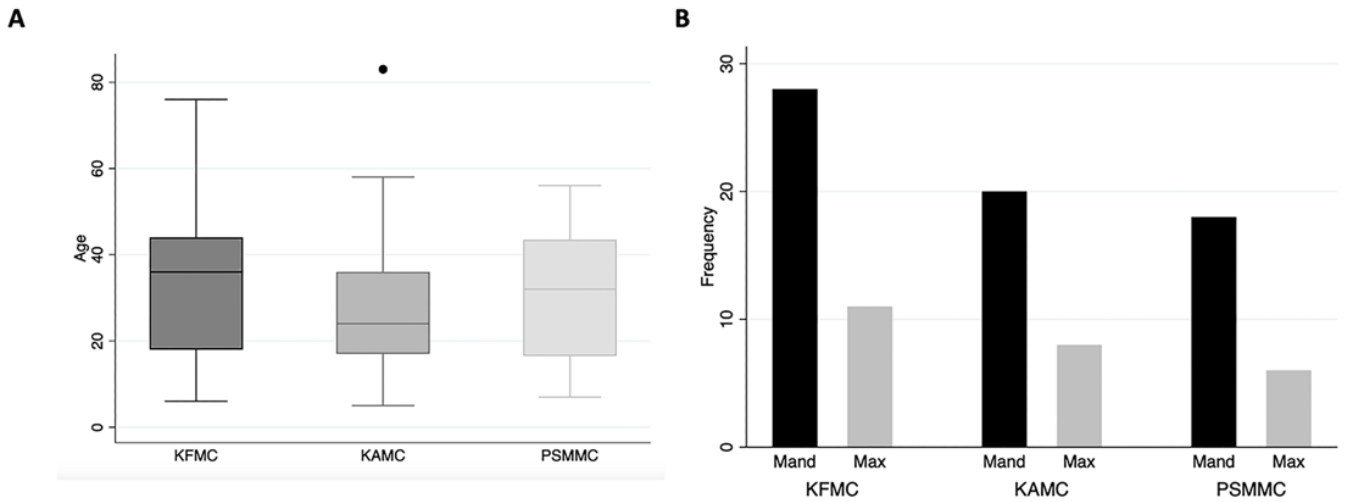 A
80
60
40
20
0
Age
KFMC KAMC PSMMC
B
30
20
10
0
Frequency
Mand Max Mand Max Mand Max
KFMC KAMC PSMMC